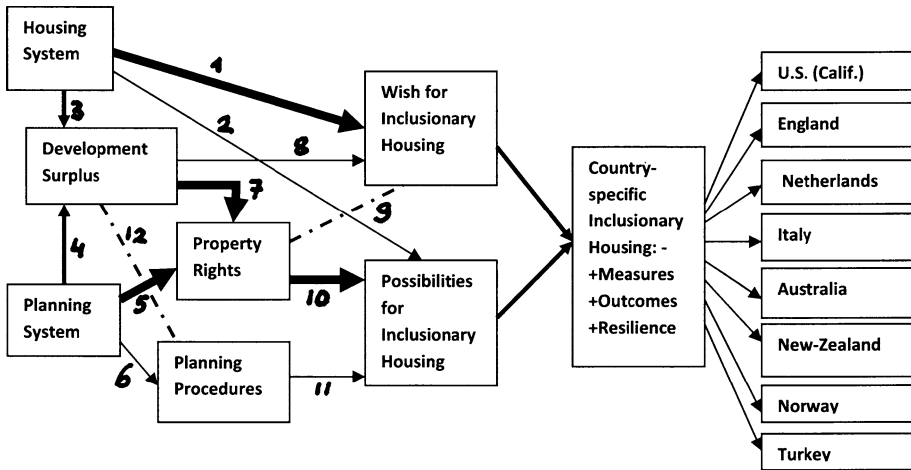 Housing
System
1
3
2
Wish for
Inclusionary
Housing
Development
Surplus
8
7
9
12
4
Property
Rights
5
10
Planning
System
6
Planning
Procedures
11
Possibilities
for
Inclusionary
Housing
Country-
specific
Inclusionary
Housing: -
+Measures
+Outcomes
+Resilience
U.S. (Calif.)
England
Netherlands
Italy
Australia
New-Zealand
Norway
Turkey